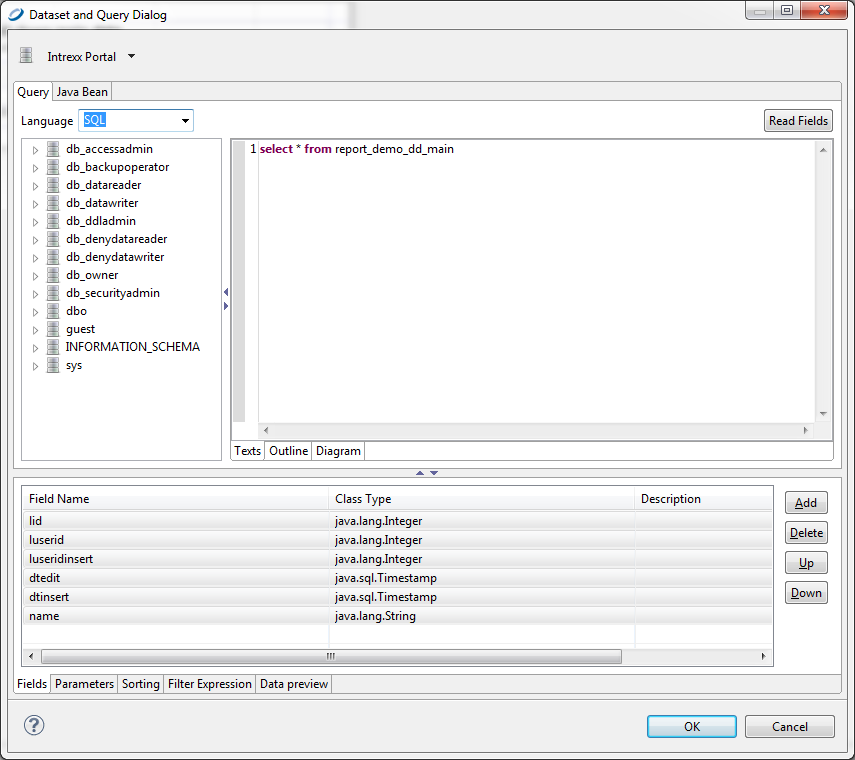 Dataset and Query Dialog
Intrexx Portal
Query Java Bean
Language SQL Read Fields
db_accessadmin
db_backupoperator
db_datareader
db_datawriter
db_ddladmin
db_denydatareader
db_denydatawriter
db_owner
db_securityadmin
dbo
guest
INFORMATION_SCHEMA
sys
1 select * from report_demo_dd_main
Texts Outline Diagram
Field Name Class Type Description
lid java.lang.Integer
luserid java.lang.Integer
luseridinsert java.lang.Integer
dtedit java.sql.Timestamp
dtinsert java.sql.Timestamp
name java.lang.String
Add
Delete
Up
Down
Fields Parameters Sorting Filter Expression Data preview
? OK Cancel